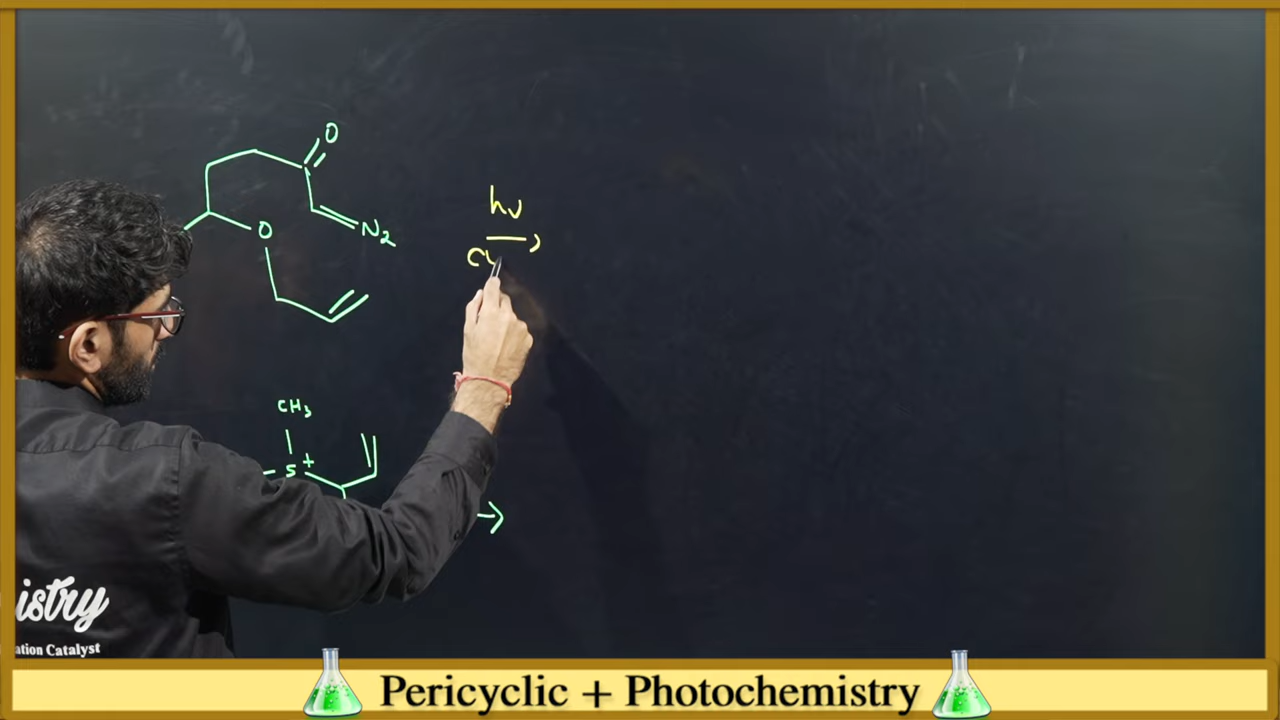 O
hν
O
N2
CH3
S+
istry
ation Catalyst
Pericyclic + Photochemistry